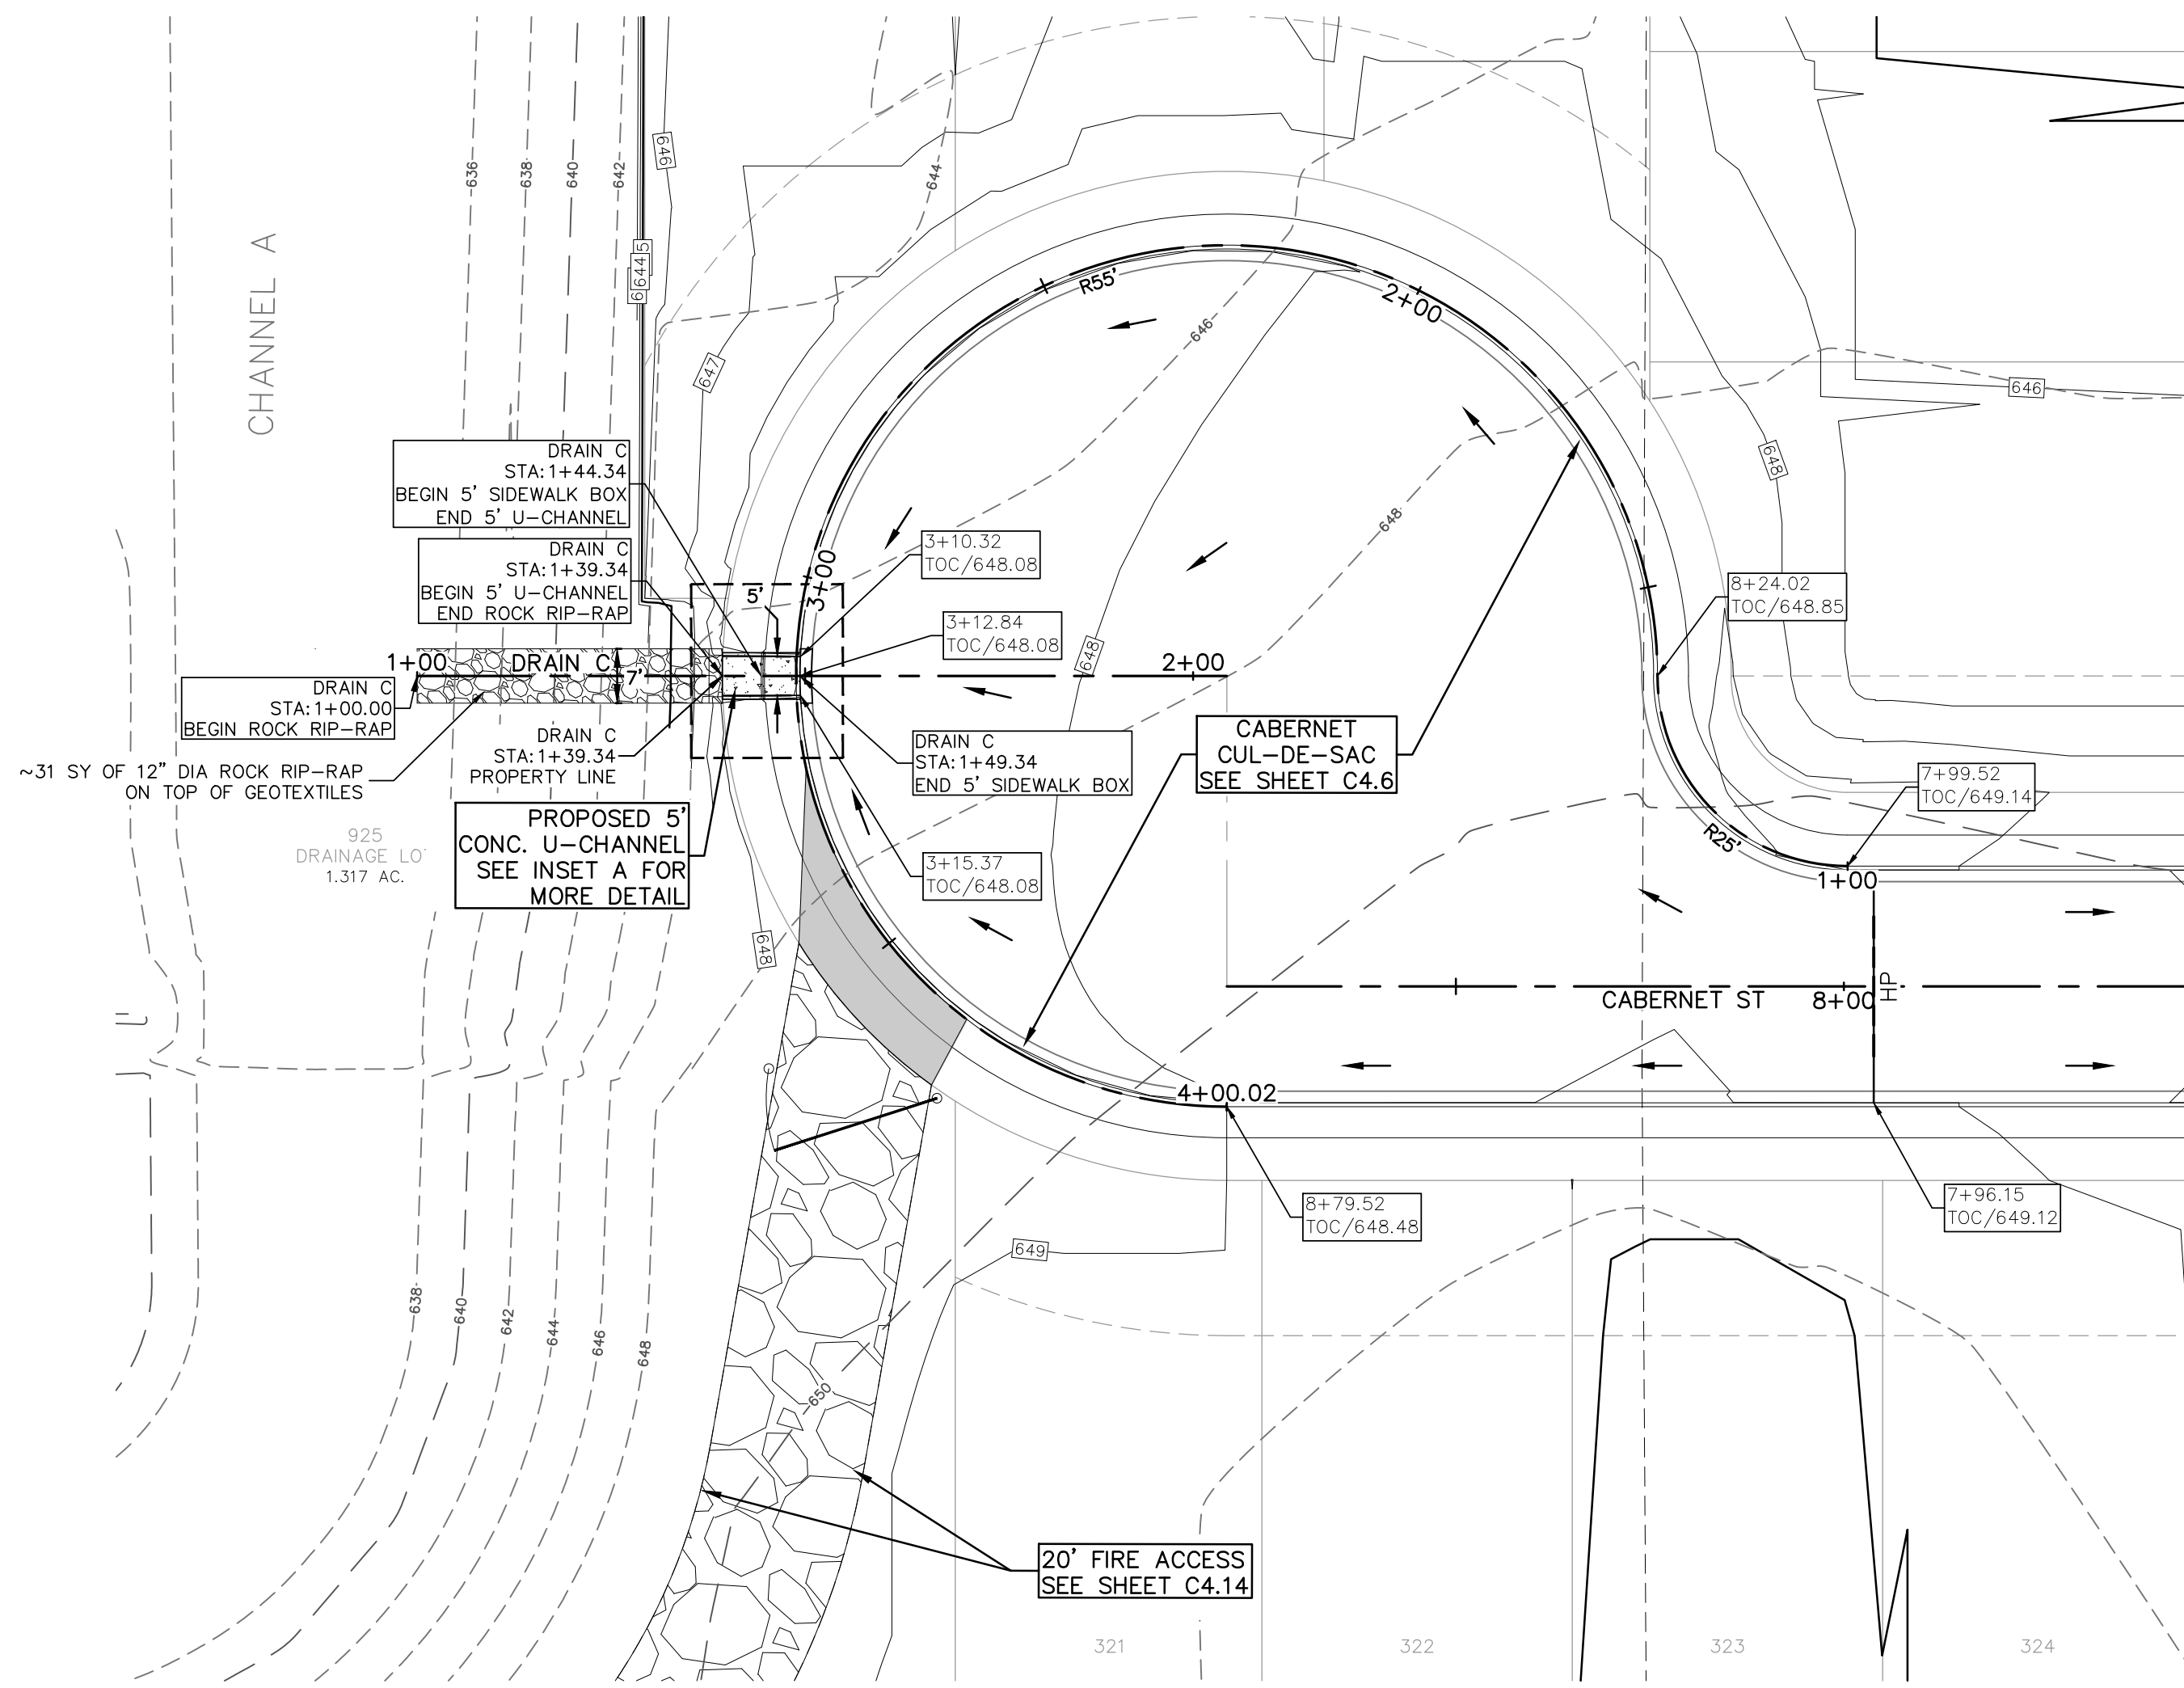 CHANNEL A
636
638
640
642
646
644
647
646
648
646
648
648
648
R55'
2+00
DRAIN C
STA:1+44.34
BEGIN 5' SIDEWALK BOX
END 5' U-CHANNEL
DRAIN C
STA:1+39.34
BEGIN 5' U-CHANNEL
END ROCK RIP-RAP
5'
3+00
3+10.32
TOC/648.08
3+12.84
TOC/648.08
8+24.02
TOC/648.85
1+00
DRAIN C
7'
2+00
DRAIN C
STA:1+00.00
BEGIN ROCK RIP-RAP
DRAIN C
STA:1+39.34
PROPERTY LINE
DRAIN C
STA:1+49.34
END 5' SIDEWALK BOX
CABERNET
CUL-DE-SAC
SEE SHEET C4.6
~31 SY OF 12" DIA ROCK RIP-RAP
ON TOP OF GEOTEXTILES
PROPOSED 5'
CONC. U-CHANNEL
SEE INSET A FOR
MORE DETAIL
925
DRAINAGE LO
1.317 AC.
3+15.37
TOC/648.08
7+99.52
TOC/649.14
R25'
1+00
HP
CABERNET ST
8+00
4+00.02
8+79.52
TOC/648.48
7+96.15
TOC/649.12
649
638
640
642
644
646
648
650
20' FIRE ACCESS
SEE SHEET C4.14
321
322
323
324